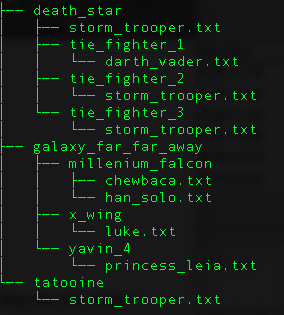 ├── death_star
│   ├── storm_trooper.txt
│   ├── tie_fighter_1
│   │   └── darth_vader.txt
│   ├── tie_fighter_2
│   │   └── storm_trooper.txt
│   └── tie_fighter_3
│       └── storm_trooper.txt
├── galaxy_far_far_away
│   ├── millenium_falcon
│   │   ├── chewbaca.txt
│   │   └── han_solo.txt
│   ├── x_wing
│   │   └── luke.txt
│   └── yavin_4
│       └── princess_leia.txt
└── tatooine
    └── storm_trooper.txt